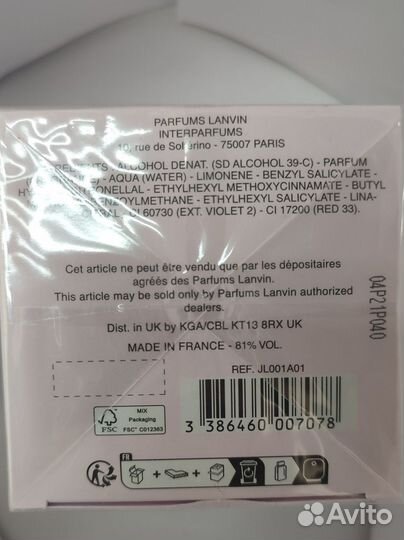 PARFUMS LANVIN
INTERPARFUMS
10, rue de Solférino - 75007 PARIS
ALCOHOL DENAT. (SD ALCOHOL 39-C) - PARFUM
- AQUA (WATER) - LIMONENE - BENZYL SALICYLATE -
- ETHYLHEXYL METHOXYCINNAMATE - BUTYL
- ETHYLHEXYL SALICYLATE - LINA-
- CI 60730 (EXT. VIOLET 2) - CI 17200 (RED 33).
Cet article ne peut être vendu que par les dépositaires
agréés des Parfums Lanvin.
This article may be sold only by Parfums Lanvin authorized
dealers.
04P21P040
Dist. in UK by KGA/CBL KT13 8RX UK
MADE IN FRANCE - 81% VOL.
REF. JL001A01
FSC
MIX
Packaging
FSC® C012363
3 386460 007078
FR
Avito